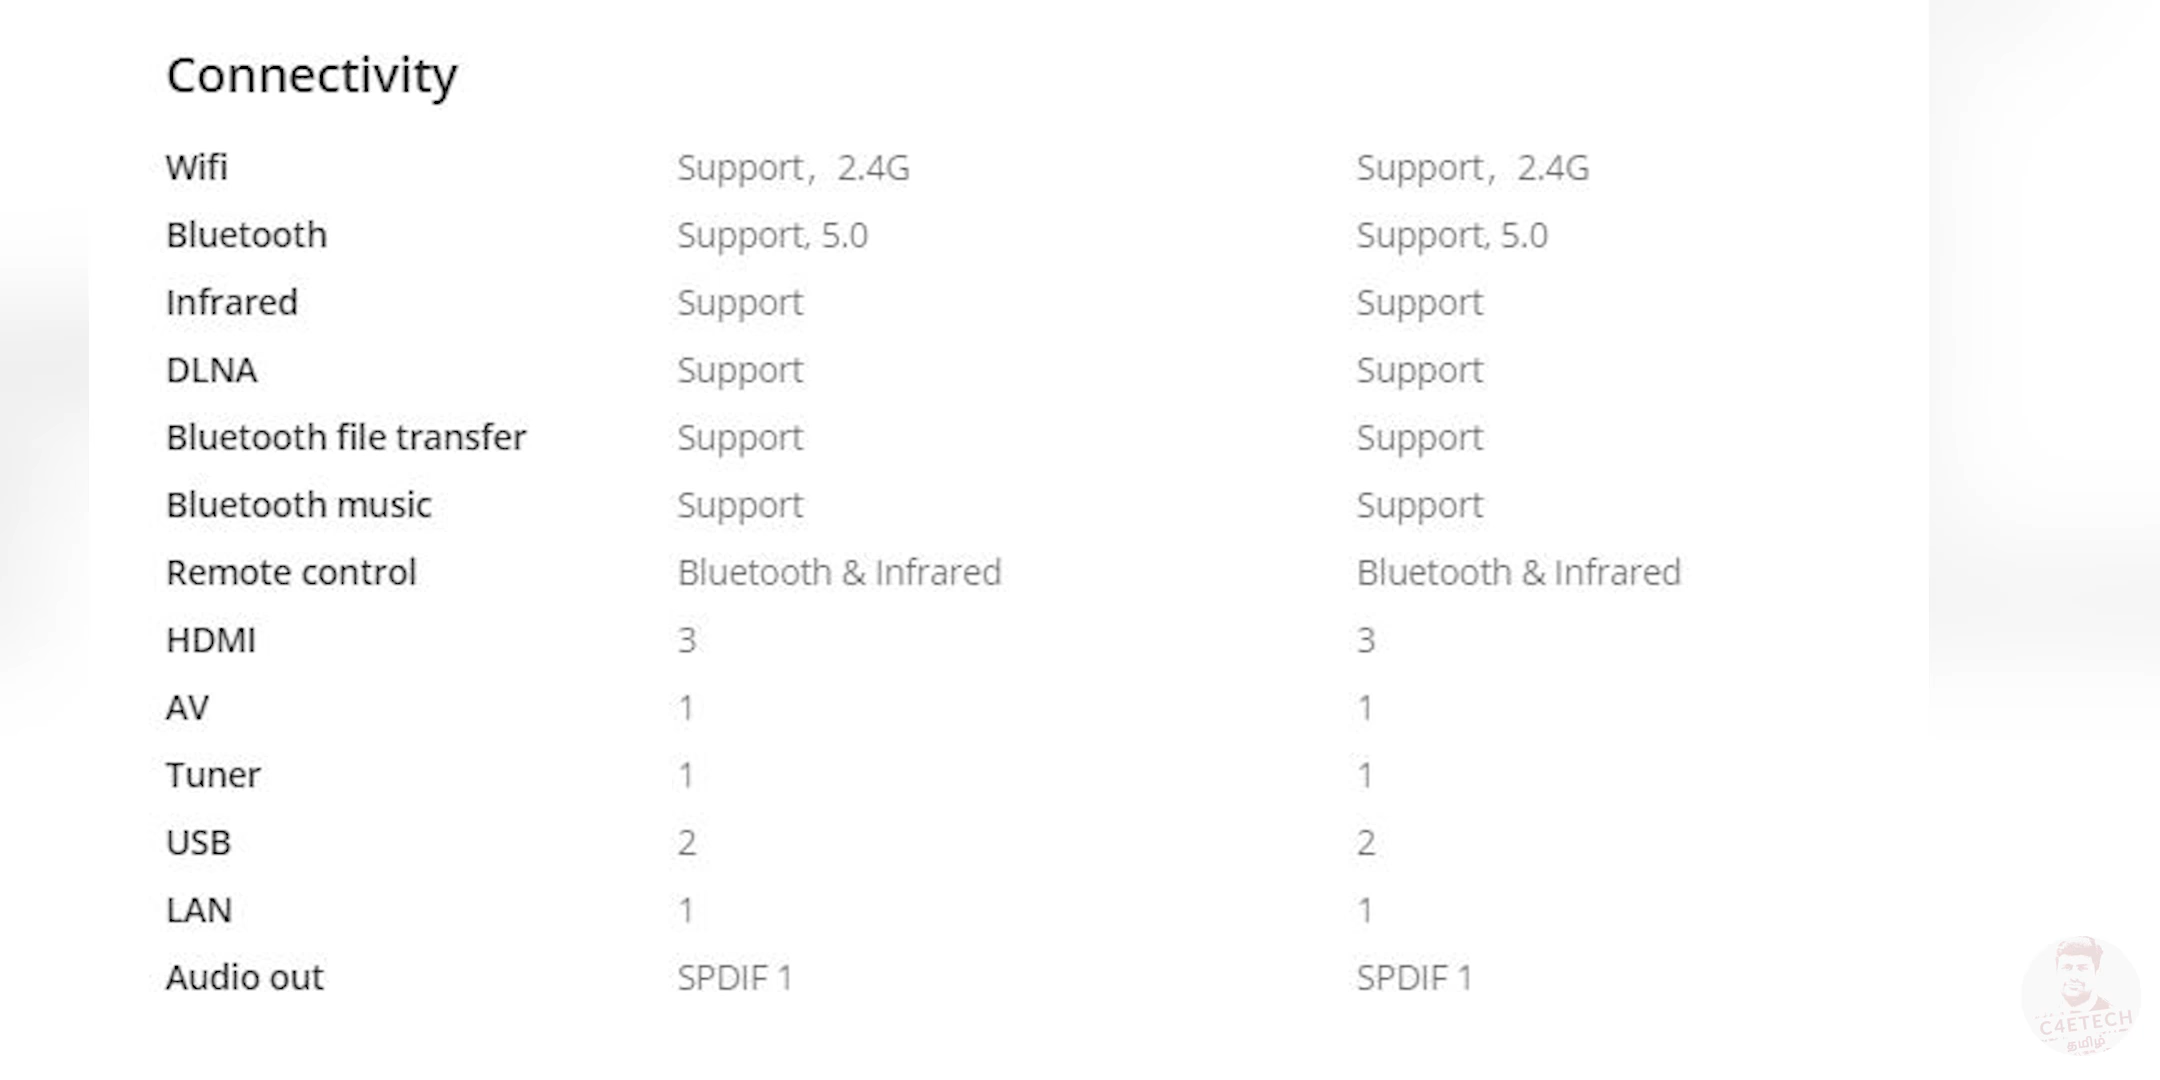 Connectivity
Wifi Support，2.4G Support，2.4G
Bluetooth Support, 5.0 Support, 5.0
Infrared Support Support
DLNA Support Support
Bluetooth file transfer Support Support
Bluetooth music Support Support
Remote control Bluetooth & Infrared Bluetooth & Infrared
HDMI 3 3
AV 1 1
Tuner 1 1
USB 2 2
LAN 1 1
Audio out SPDIF 1 SPDIF 1
C4ETECH
தமிழ்